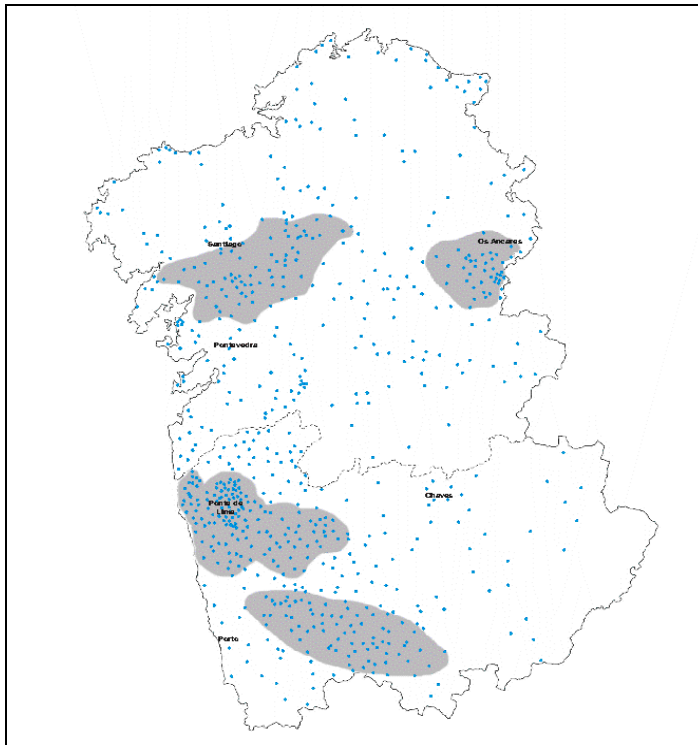 Santiago
Os Ancares
Pontevedra
Chaves
Ponte de
Lima
Porto